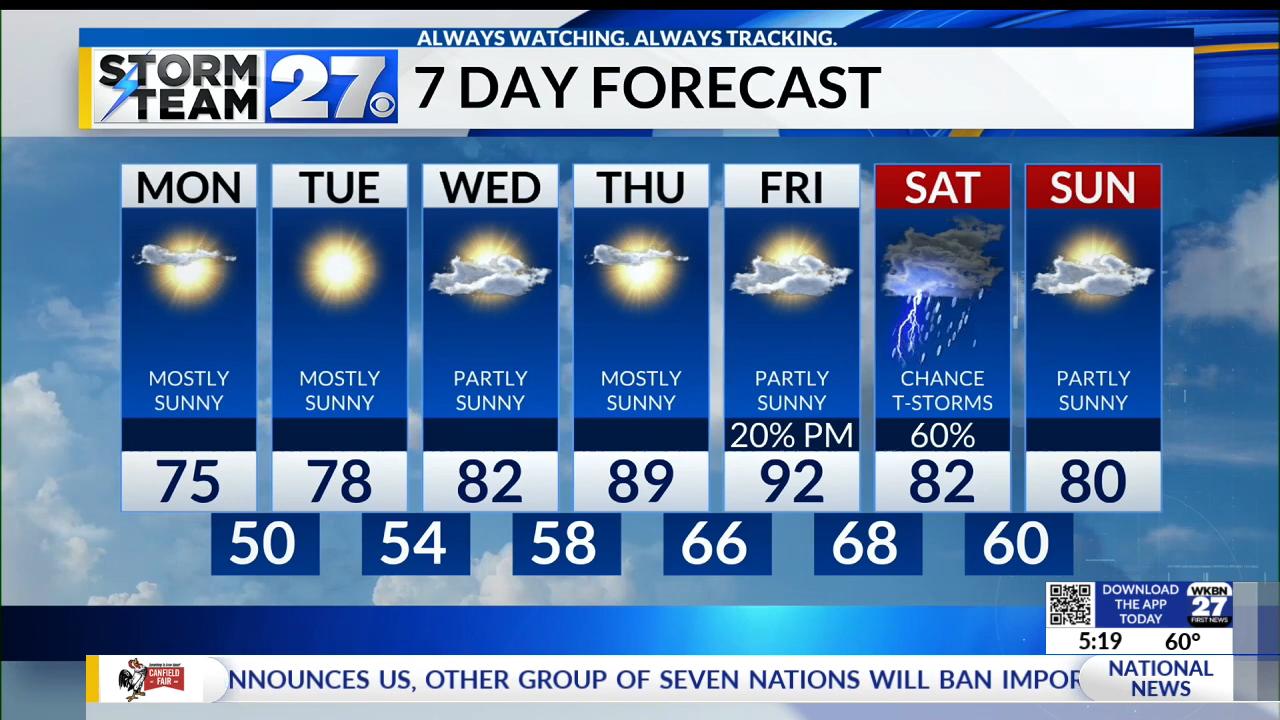 ALWAYS WATCHING. ALWAYS TRACKING.
STORM
TEAM
27
7 DAY FORECAST
MON TUE WED THU FRI SAT SUN
MOSTLY MOSTLY PARTLY MOSTLY PARTLY CHANCE PARTLY
SUNNY SUNNY SUNNY SUNNY SUNNY T-STORMS SUNNY
20% PM 60%
75 78 82 89 92 82 80
50 54 58 66 68 60
DOWNLOAD
THE APP
TODAY
WKBN
27
FIRST NEWS
5:19 60°
CANFIELD
FAIR
NNOUNCES US, OTHER GROUP OF SEVEN NATIONS WILL BAN IMPOR
NATIONAL
NEWS